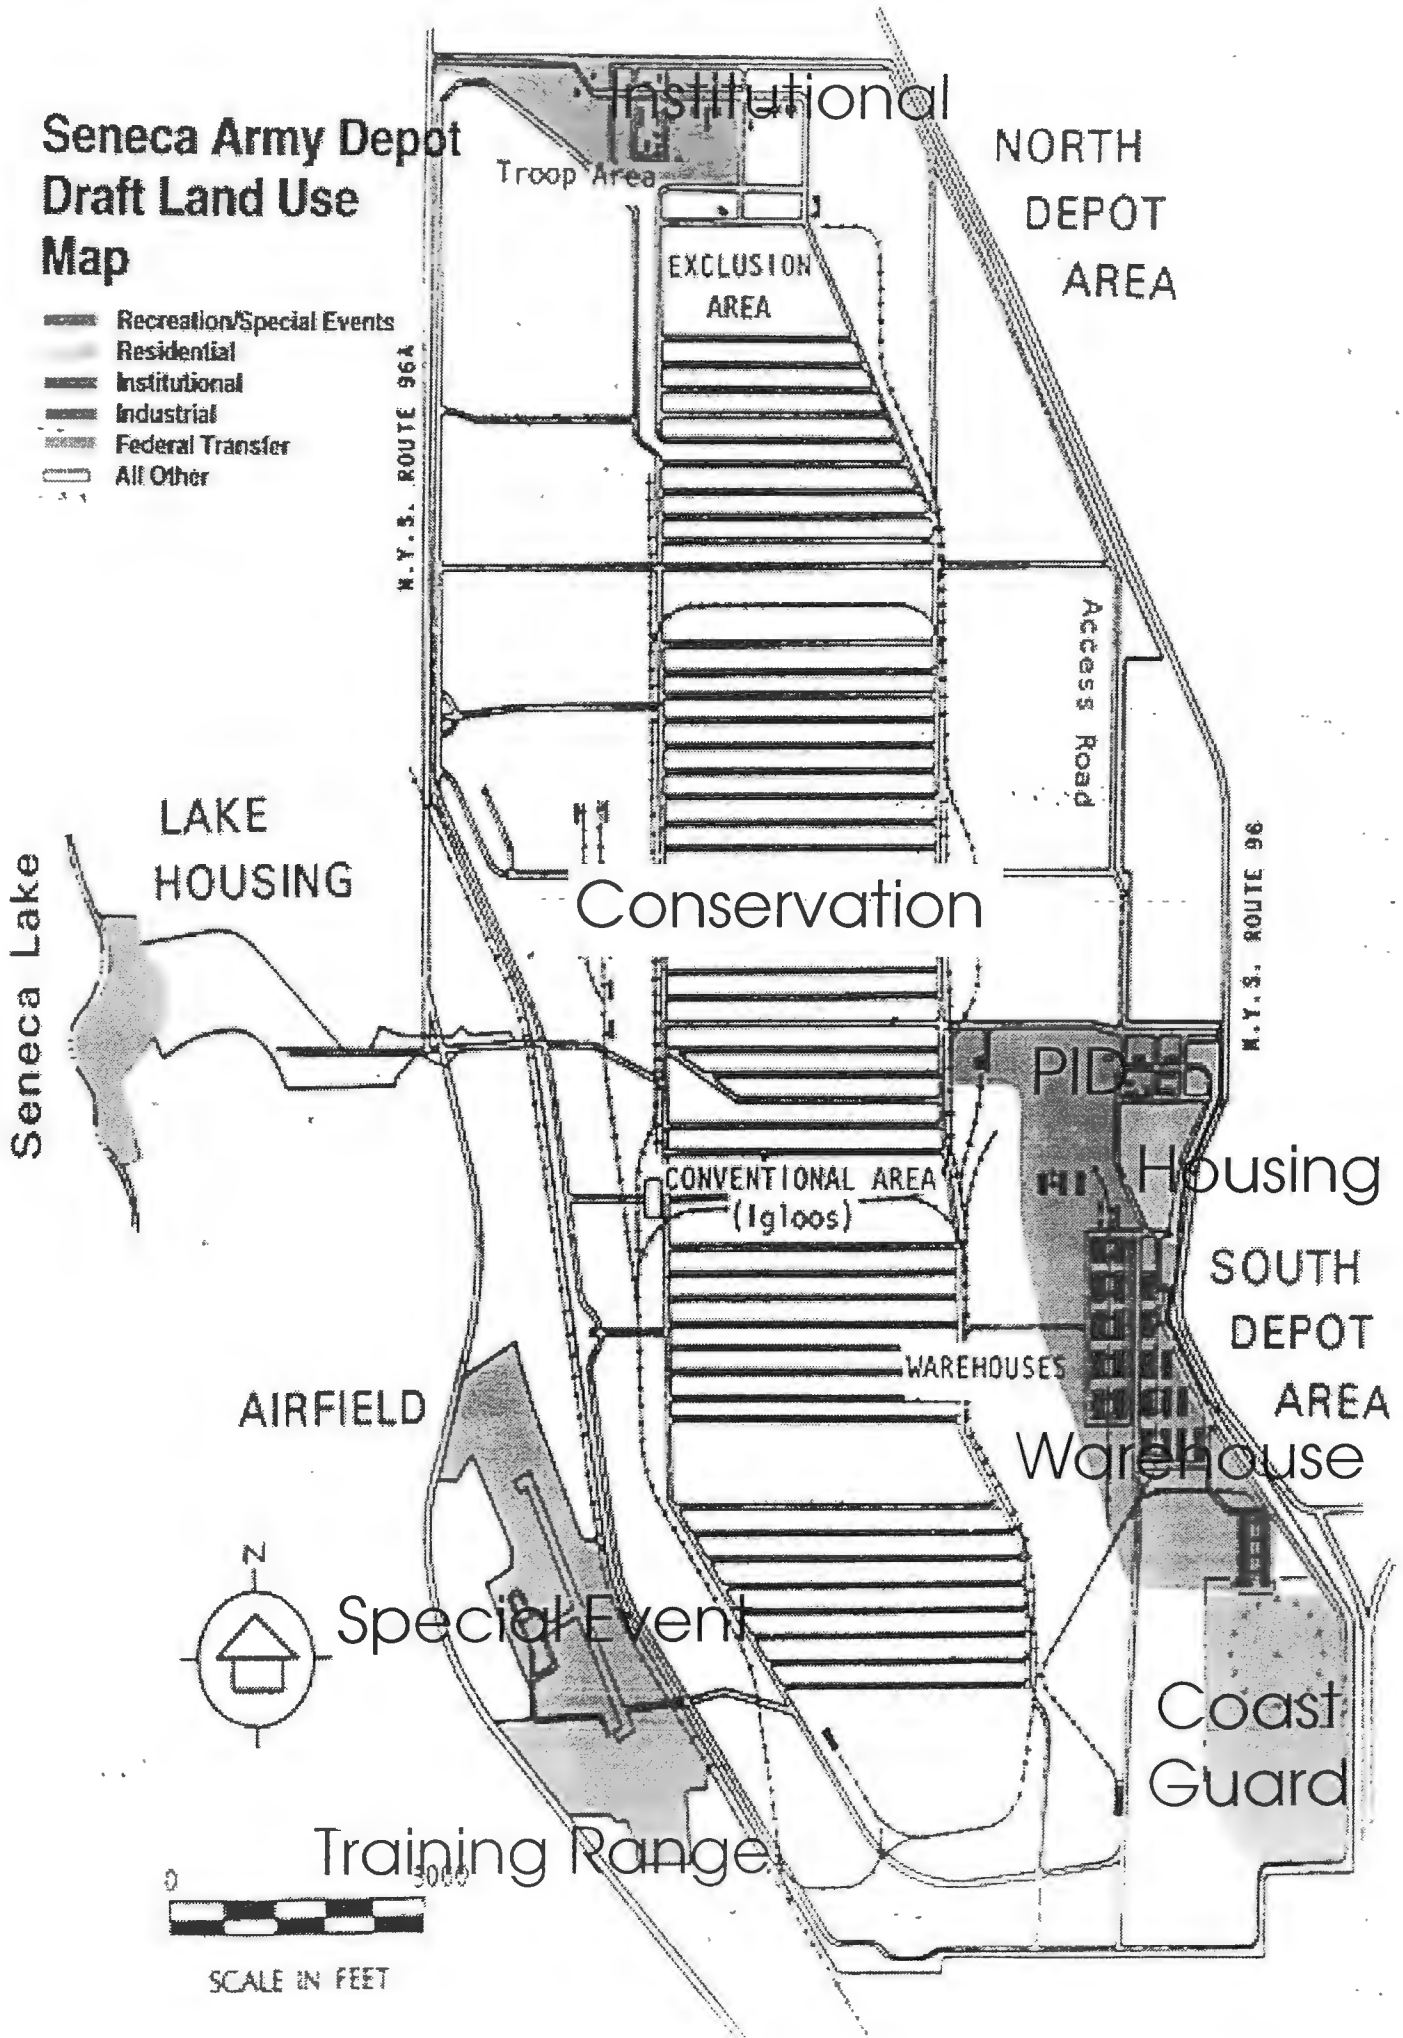 Seneca Army Depot
Draft Land Use
Map
Recreation/Special Events
Residential
Institutional
Industrial
Federal Transfer
All Other
Institutional
Troop Area
NORTH
DEPOT
AREA
EXCLUSION
AREA
N.Y.S. ROUTE 96A
Access Road
LAKE
HOUSING
Seneca Lake
Conservation
N.Y.S. ROUTE 96
PID
Housing
CONVENTIONAL AREA
(Igloos)
SOUTH
DEPOT
AREA
WAREHOUSES
AIRFIELD
Warehouse
N
Special Event
Coast
Guard
Training Range
0
SCALE IN FEET